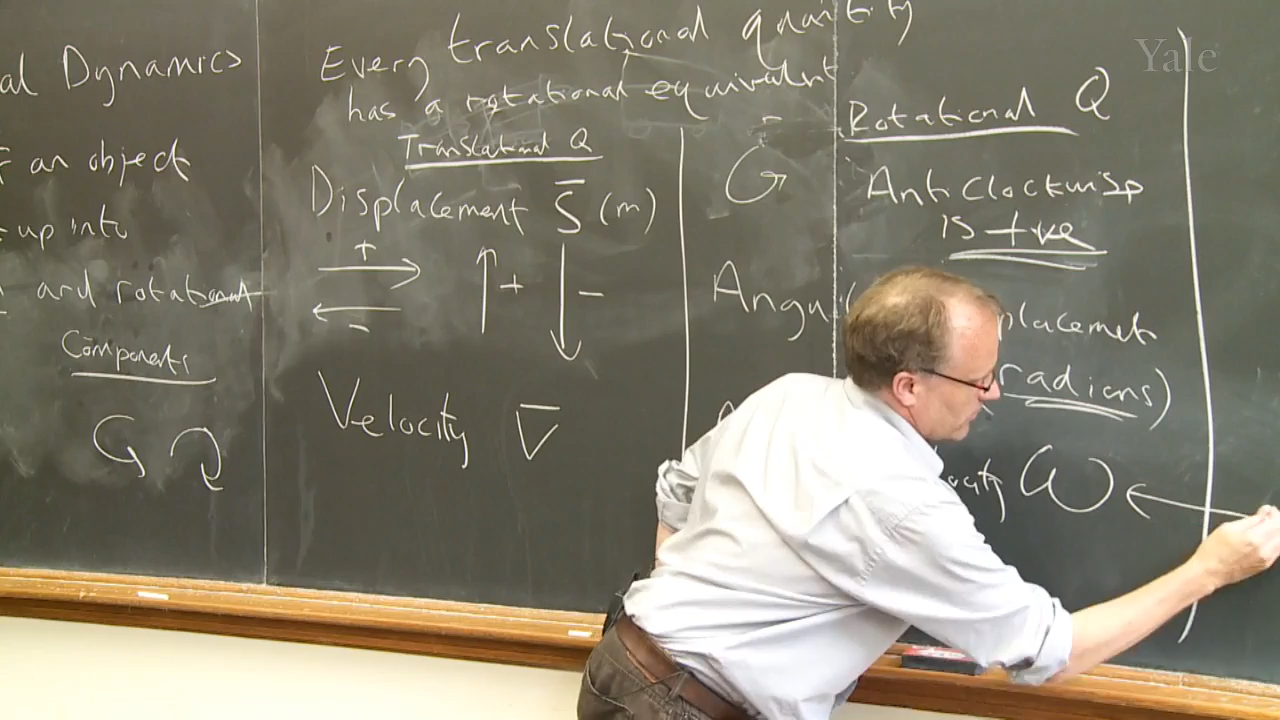 al Dynamics
f an object
up into
and rotational
Components
Every translational quantity
has a rotational equivalent
Translational Q
Displacement S (m)
+
-
+
-
Velocity V
Rotational Q
Anticlockwise
is +ve
Angu
placement
radians)
ocity ω
Yale